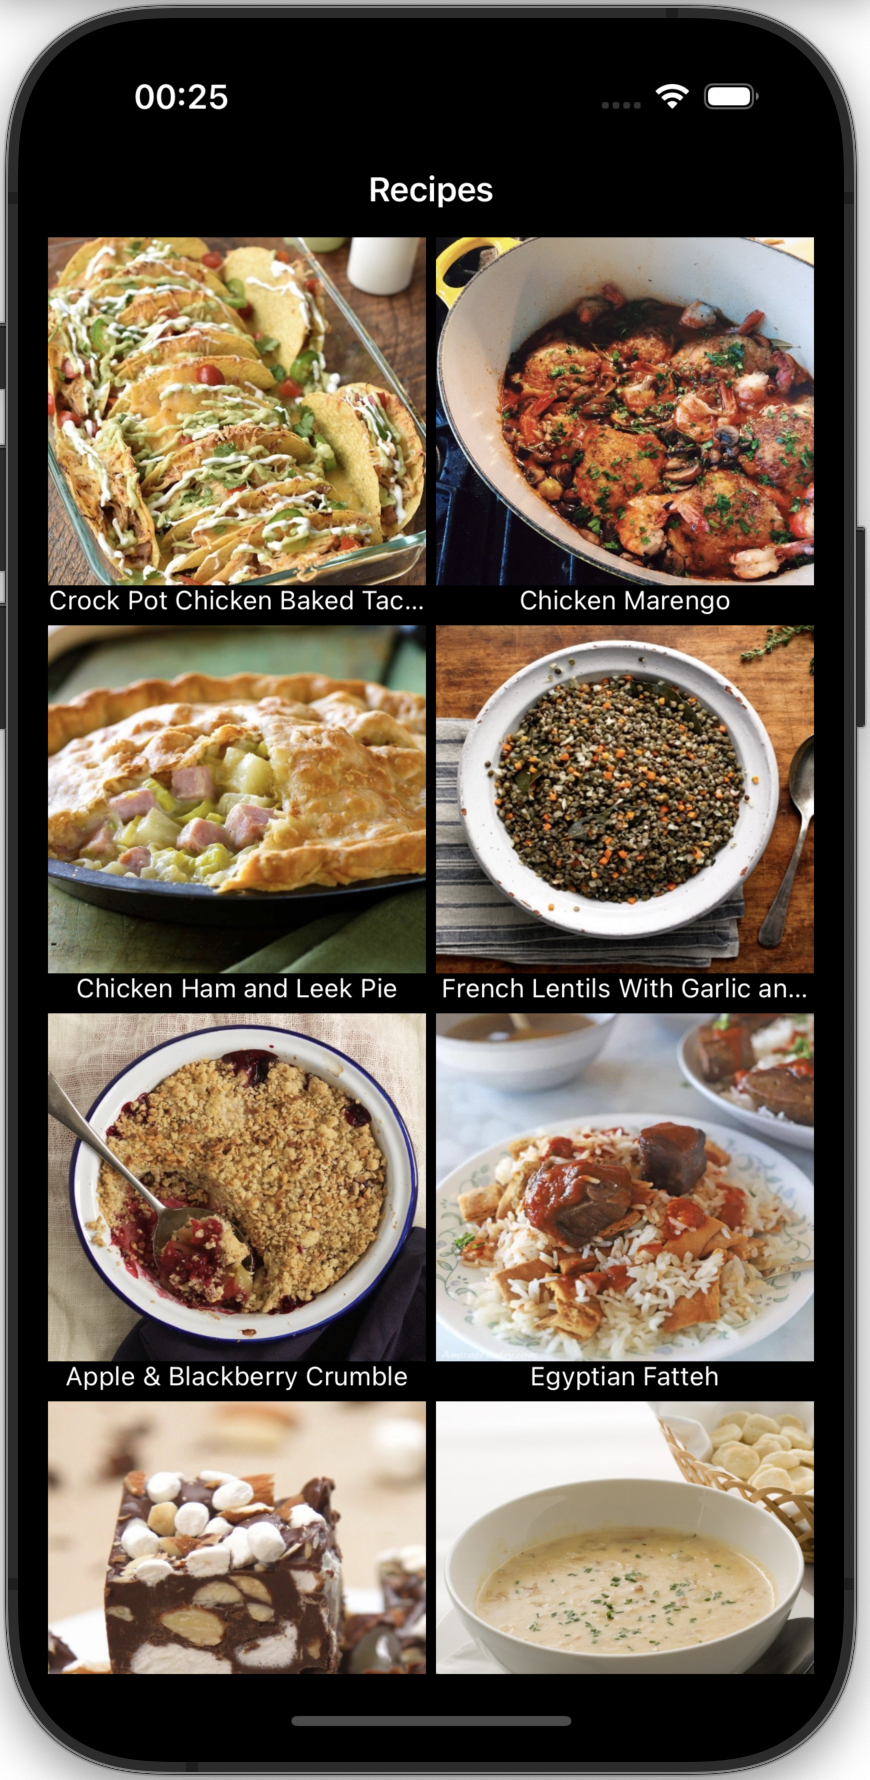 00:25
Recipes
Crock Pot Chicken Baked Tac...
Chicken Marengo
Chicken Ham and Leek Pie
French Lentils With Garlic an...
Apple & Blackberry Crumble
Egyptian Fatteh